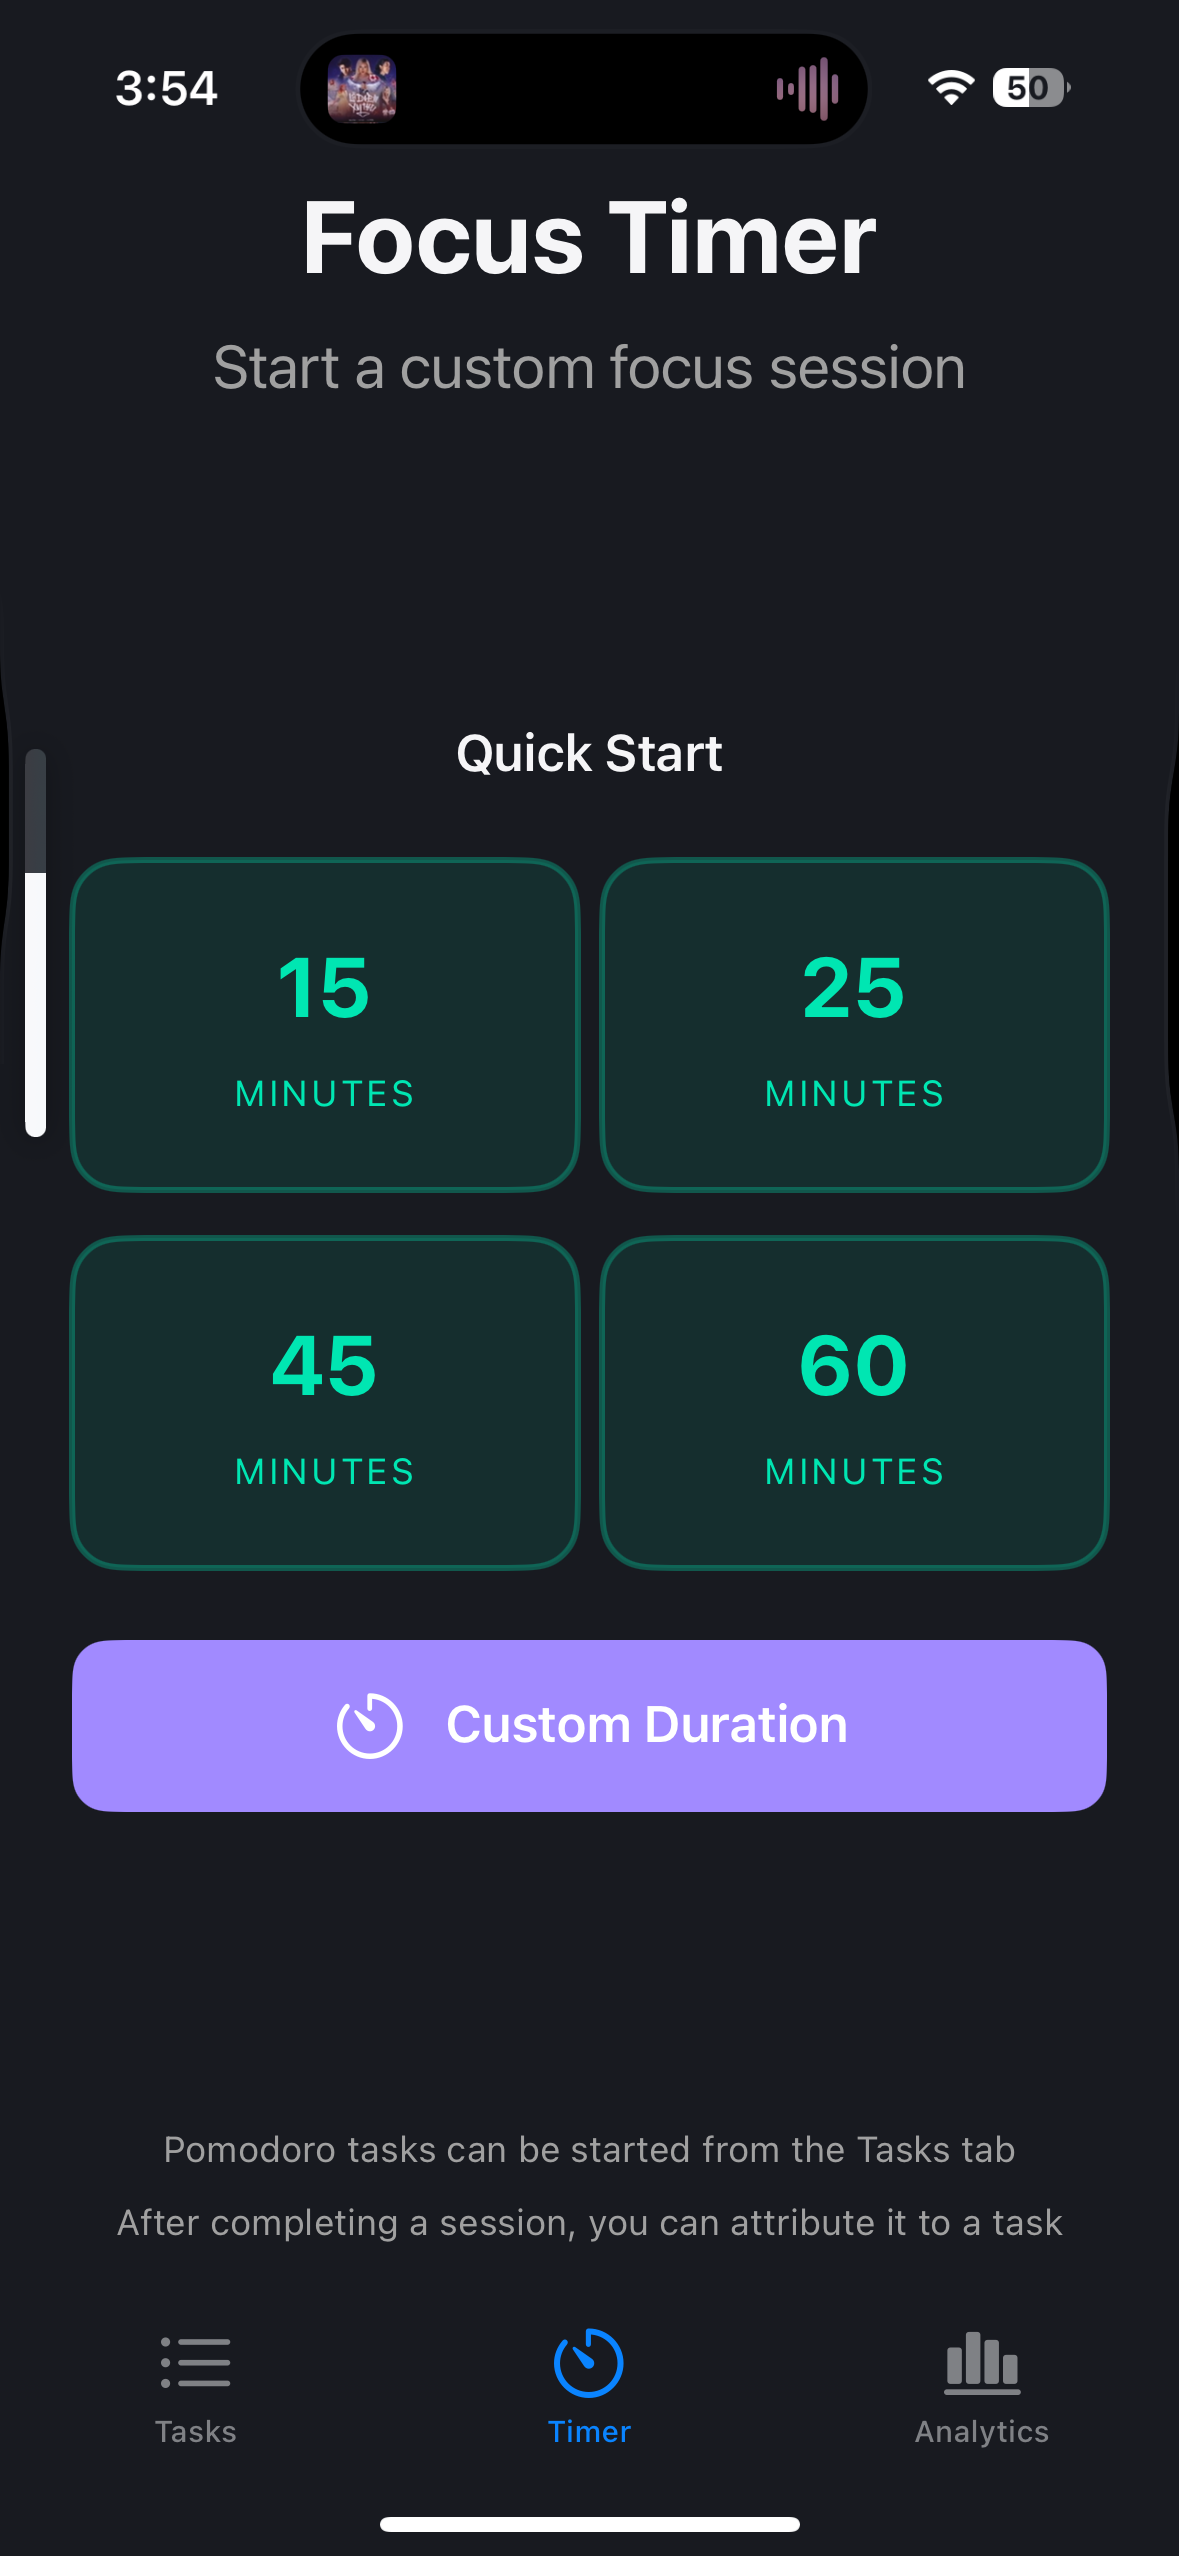 3:54
50
Focus Timer
Start a custom focus session
Quick Start
15
MINUTES
25
MINUTES
45
MINUTES
60
MINUTES
Custom Duration
Pomodoro tasks can be started from the Tasks tab
After completing a session, you can attribute it to a task
Tasks
Timer
Analytics